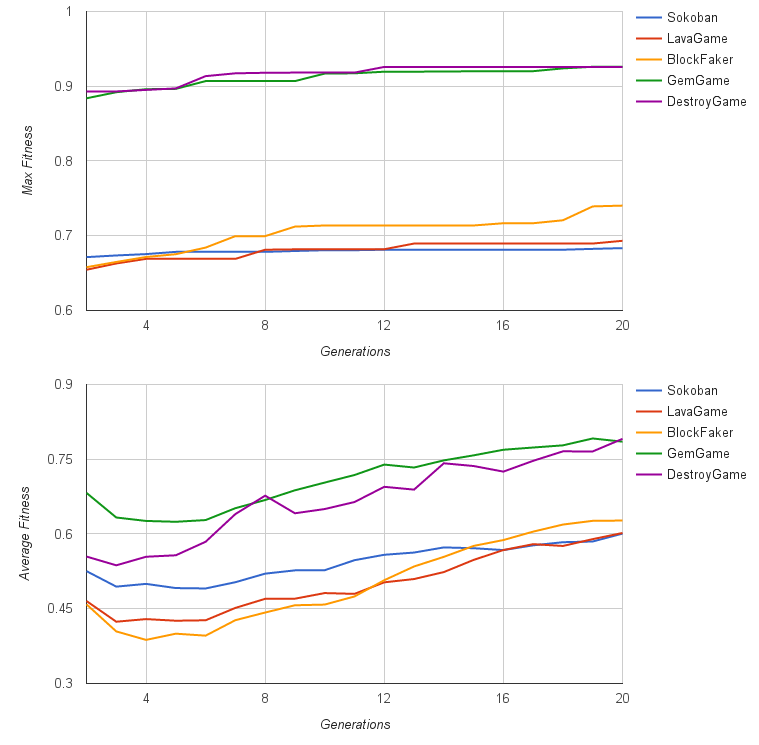 1
0.9
0.8
0.7
0.6
Max Fitness
4
8
12
16
20
Generations
Sokoban
LavaGame
BlockFaker
GemGame
DestroyGame
0.9
0.75
0.6
0.45
0.3
Average Fitness
4
8
12
16
20
Generations
Sokoban
LavaGame
BlockFaker
GemGame
DestroyGame